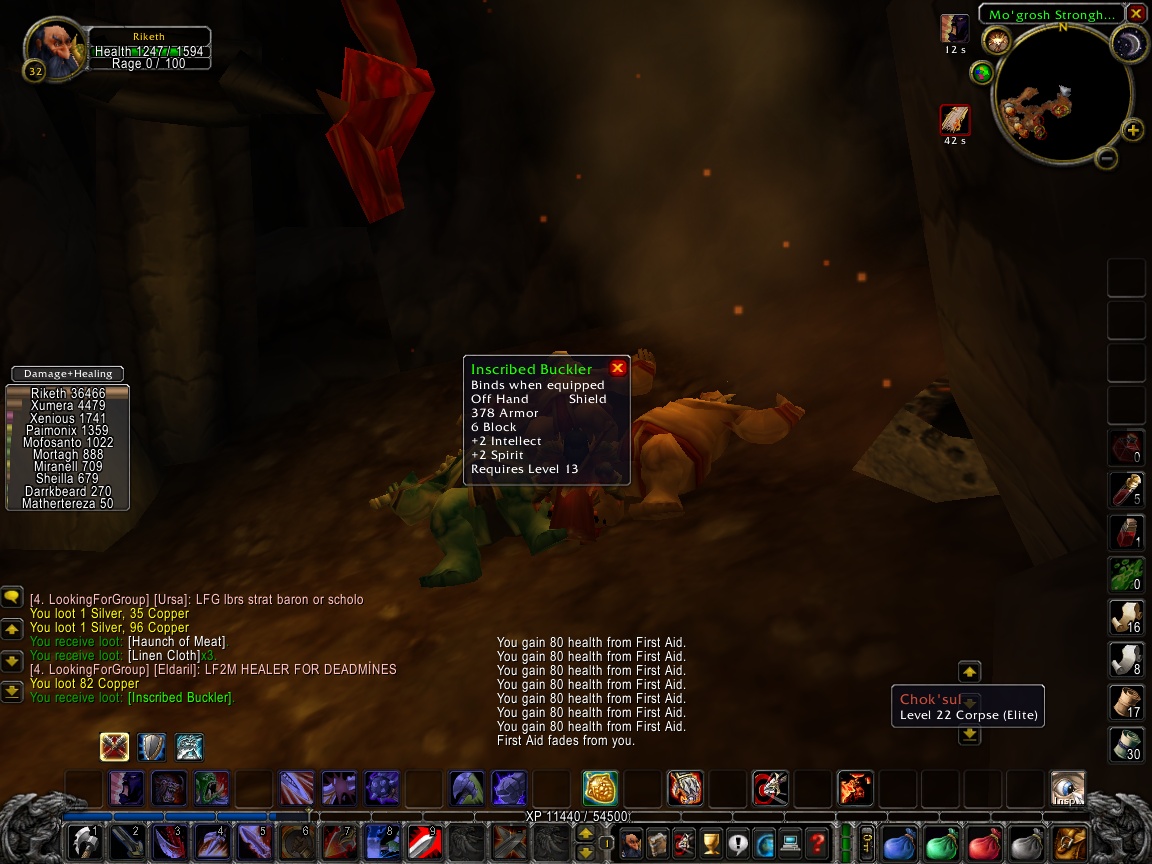 Riketh
Health 1247 / 1594
Rage 0 / 100
32
12 s
42 s
Mo'grosh Strongh...
N
Inscribed Buckler
Binds when equipped
Off Hand Shield
378 Armor
6 Block
+2 Intellect
+2 Spirit
Requires Level 13
Damage+Healing
Riketh 36466
Xumera 4479
Xenious 1741
Paimonix 1359
Mofosanto 1022
Mortagh 888
Miranell 709
Sheilla 679
Darrkbeard 270
Mathertereza 50
0
5
1
0
16
8
17
30
[4. LookingForGroup] [Ursa]: LFG lbrs strat baron or scholo
You loot 1 Silver, 35 Copper
You loot 1 Silver, 96 Copper
You receive loot: [Haunch of Meat].
You receive loot: [Linen Cloth]x3.
[4. LookingForGroup] [Eldaril]: LF2M HEALER FOR DEADMİNES
You loot 82 Copper
You receive loot: [Inscribed Buckler].
You gain 80 health from First Aid.
You gain 80 health from First Aid.
You gain 80 health from First Aid.
You gain 80 health from First Aid.
You gain 80 health from First Aid.
You gain 80 health from First Aid.
You gain 80 health from First Aid.
First Aid fades from you.
Chok'sul
Level 22 Corpse (Elite)
Insp
XP 11440 / 54500
1 2 3 4 5 6 7 8 9
1